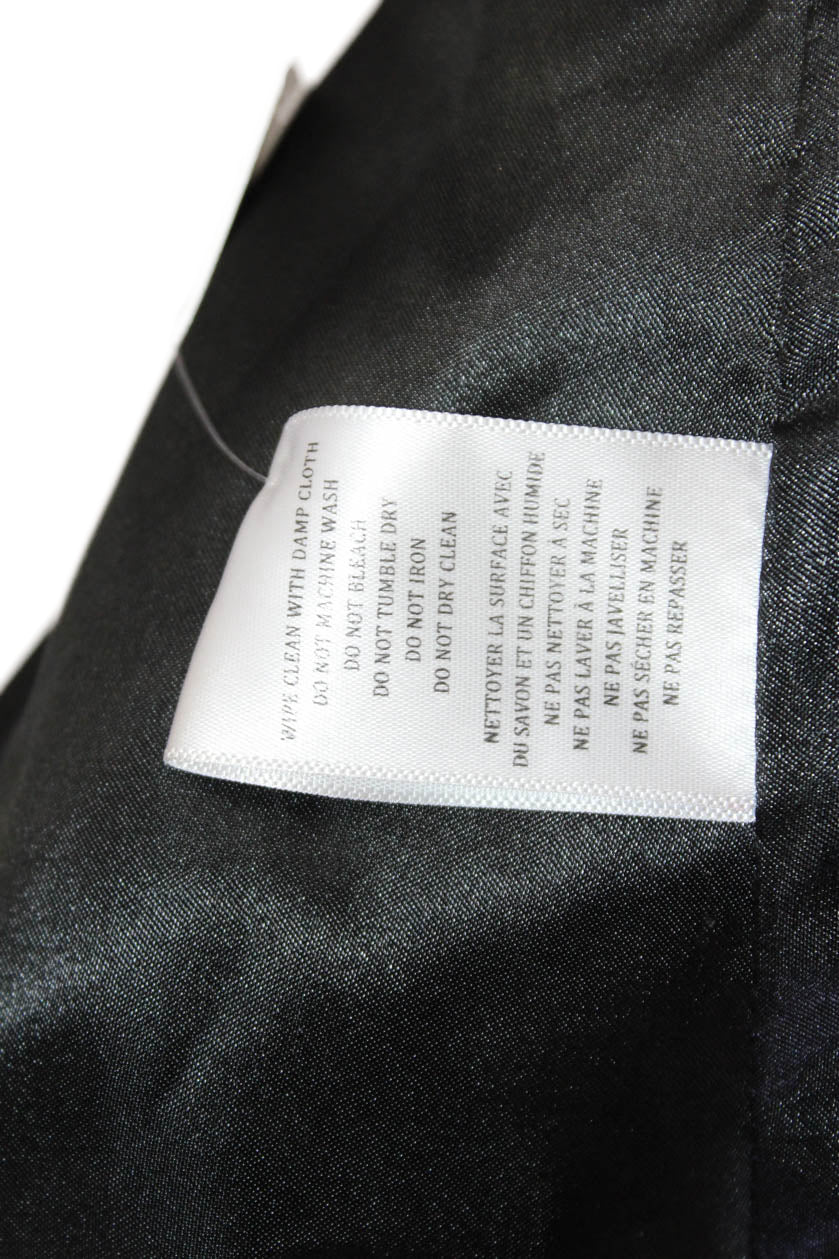 WIPE CLEAN WITH DAMP CLOTH
DO NOT MACHINE WASH
DO NOT BLEACH
DO NOT TUMBLE DRY
DO NOT IRON
DO NOT DRY CLEAN
NETTOYER LA SURFACE AVEC
DU SAVON ET UN CHIFFON HUMIDE
NE PAS NETTOYER À SEC
NE PAS LAVER À LA MACHINE
NE PAS JAVELLISER
NE PAS SÉCHER EN MACHINE
NE PAS REPASSER